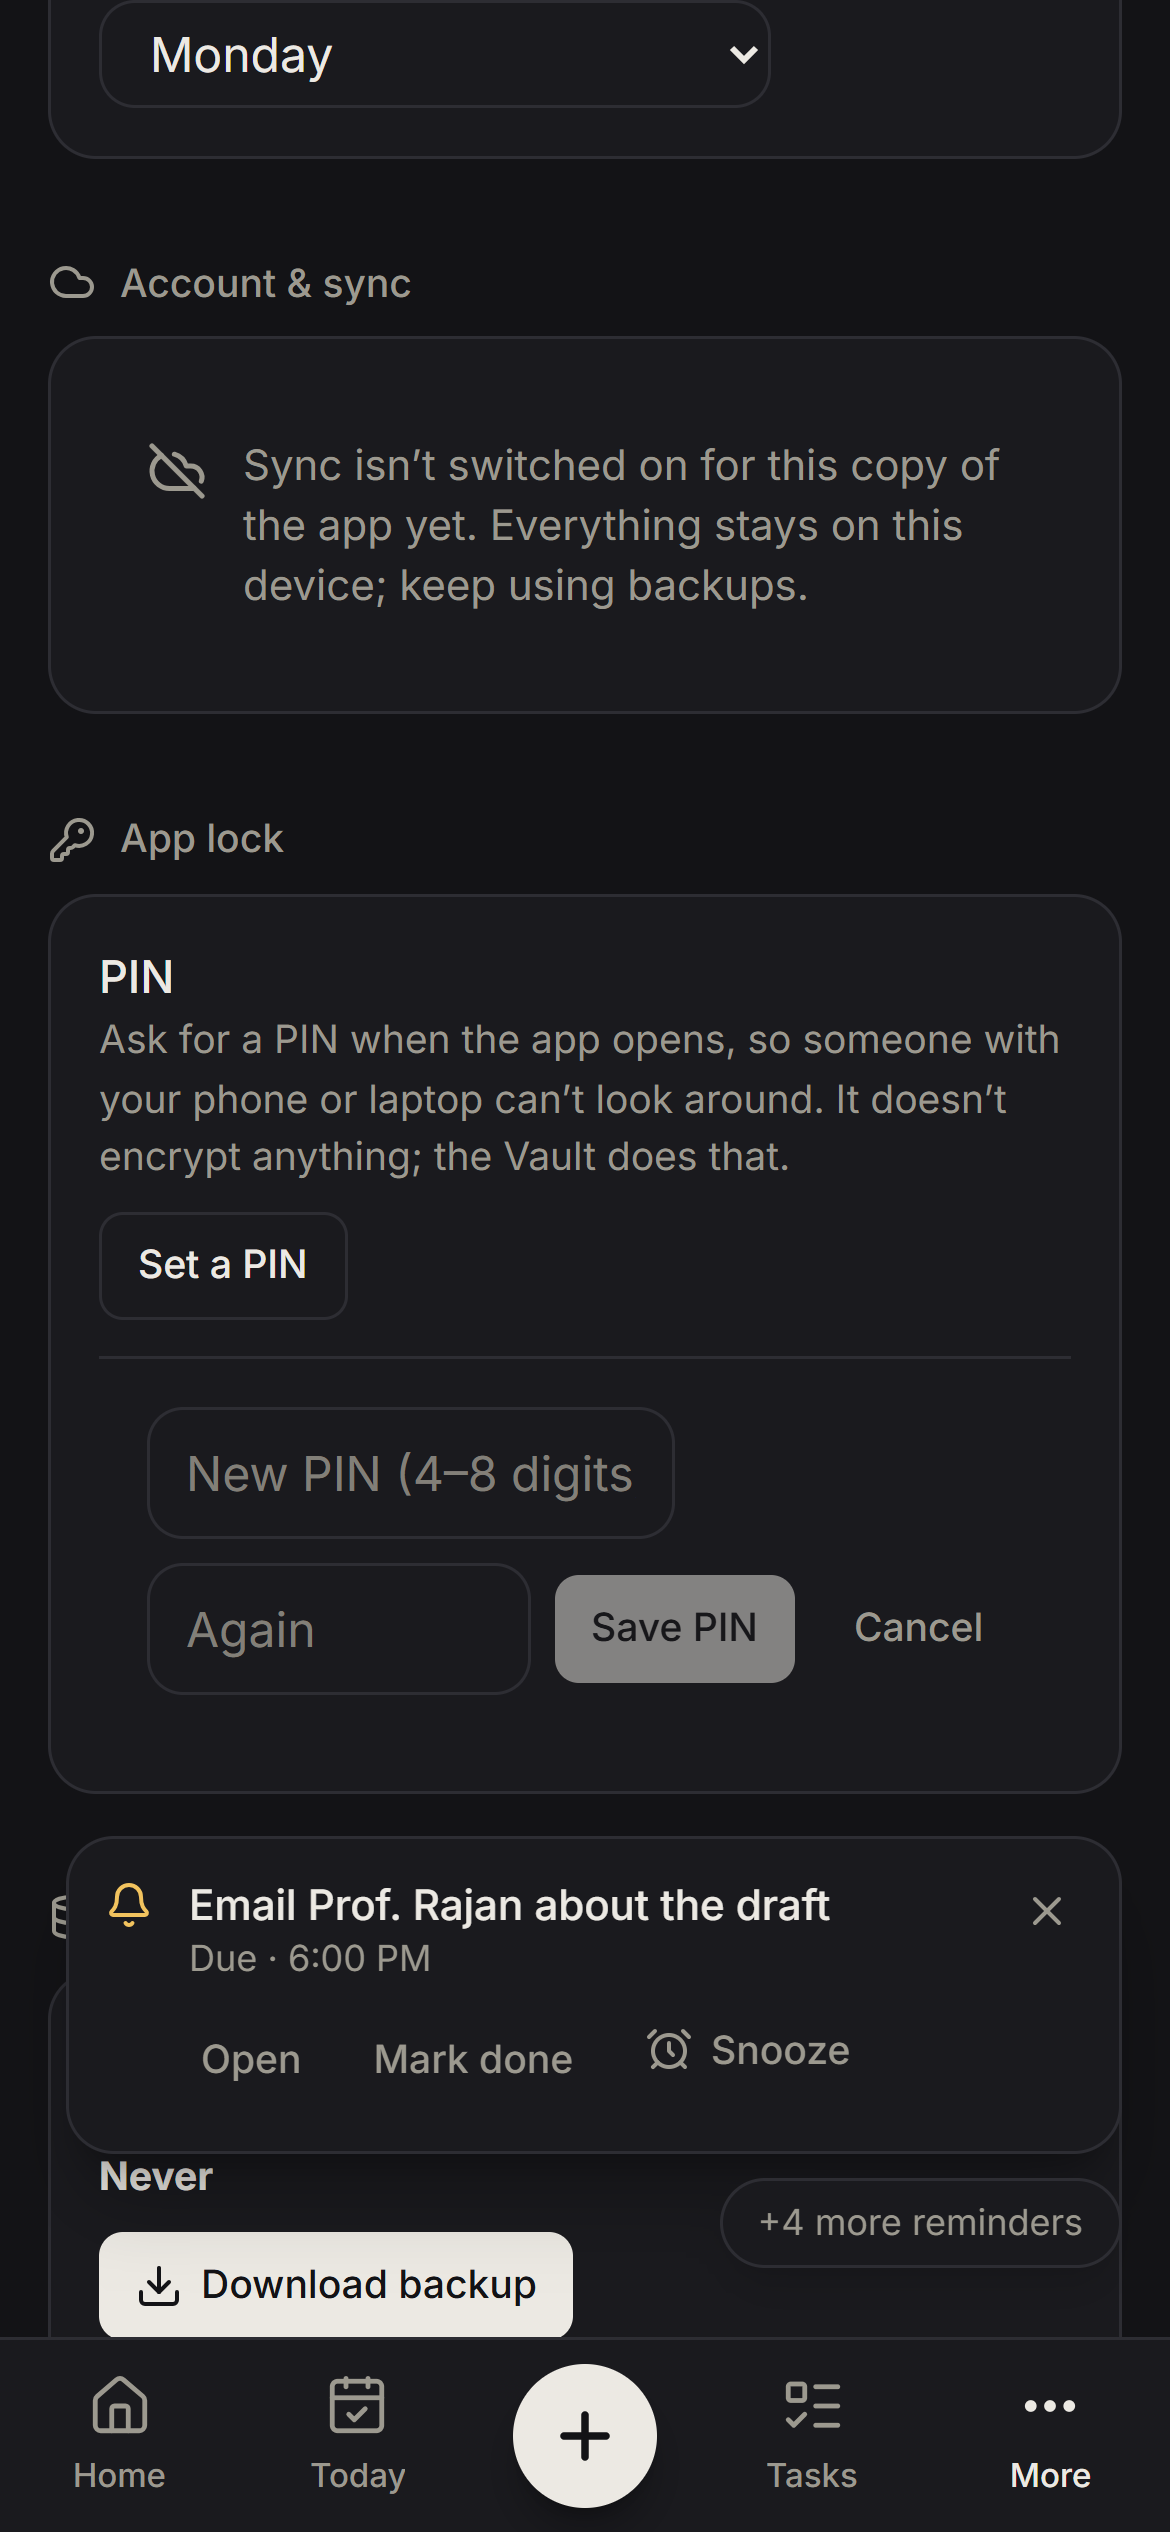 Monday
Account & sync
Sync isn’t switched on for this copy of
the app yet. Everything stays on this
device; keep using backups.
App lock
PIN
Ask for a PIN when the app opens, so someone with
your phone or laptop can’t look around. It doesn’t
encrypt anything; the Vault does that.
Set a PIN
New PIN (4–8 digits
Again
Save PIN
Cancel
Email Prof. Rajan about the draft
Due · 6:00 PM
Open
Mark done
Snooze
Never
+4 more reminders
Download backup
Home
Today
Tasks
More